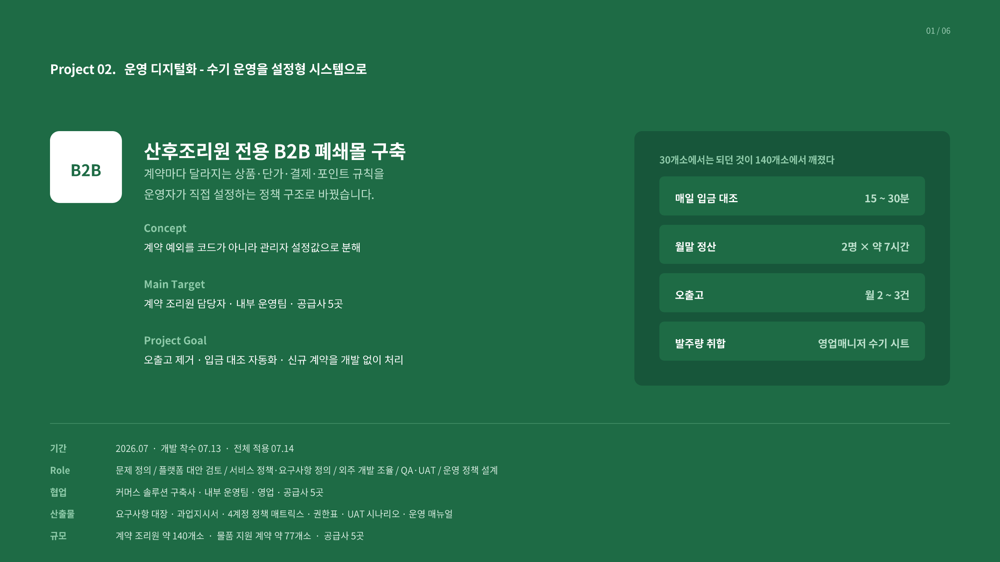 01 / 06
Project 02. 운영 디지털화 - 수기 운영을 설정형 시스템으로
B2B
산후조리원 전용 B2B 폐쇄몰 구축
계약마다 달라지는 상품·단가·결제·포인트 규칙을
운영자가 직접 설정하는 정책 구조로 바꿨습니다.
Concept
계약 예외를 코드가 아니라 관리자 설정값으로 분해
Main Target
계약 조리원 담당자 · 내부 운영팀 · 공급사 5곳
Project Goal
오출고 제거 · 입금 대조 자동화 · 신규 계약을 개발 없이 처리
30개소에서는 되던 것이 140개소에서 깨졌다
매일 입금 대조 15 ~ 30분
월말 정산 2명 × 약 7시간
오출고 월 2 ~ 3건
발주량 취합 영업매니저 수기 시트
기간 2026.07 · 개발 착수 07.13 · 전체 적용 07.14
Role 문제 정의 / 플랫폼 대안 검토 / 서비스 정책·요구사항 정의 / 외주 개발 조율 / QA·UAT / 운영 정책 설계
협업 커머스 솔루션 구축사 · 내부 운영팀 · 영업 · 공급사 5곳
산출물 요구사항 대장 · 과업지시서 · 4계정 정책 매트릭스 · 권한표 · UAT 시나리오 · 운영 매뉴얼
규모 계약 조리원 약 140개소 · 물품 지원 계약 약 77개소 · 공급사 5곳